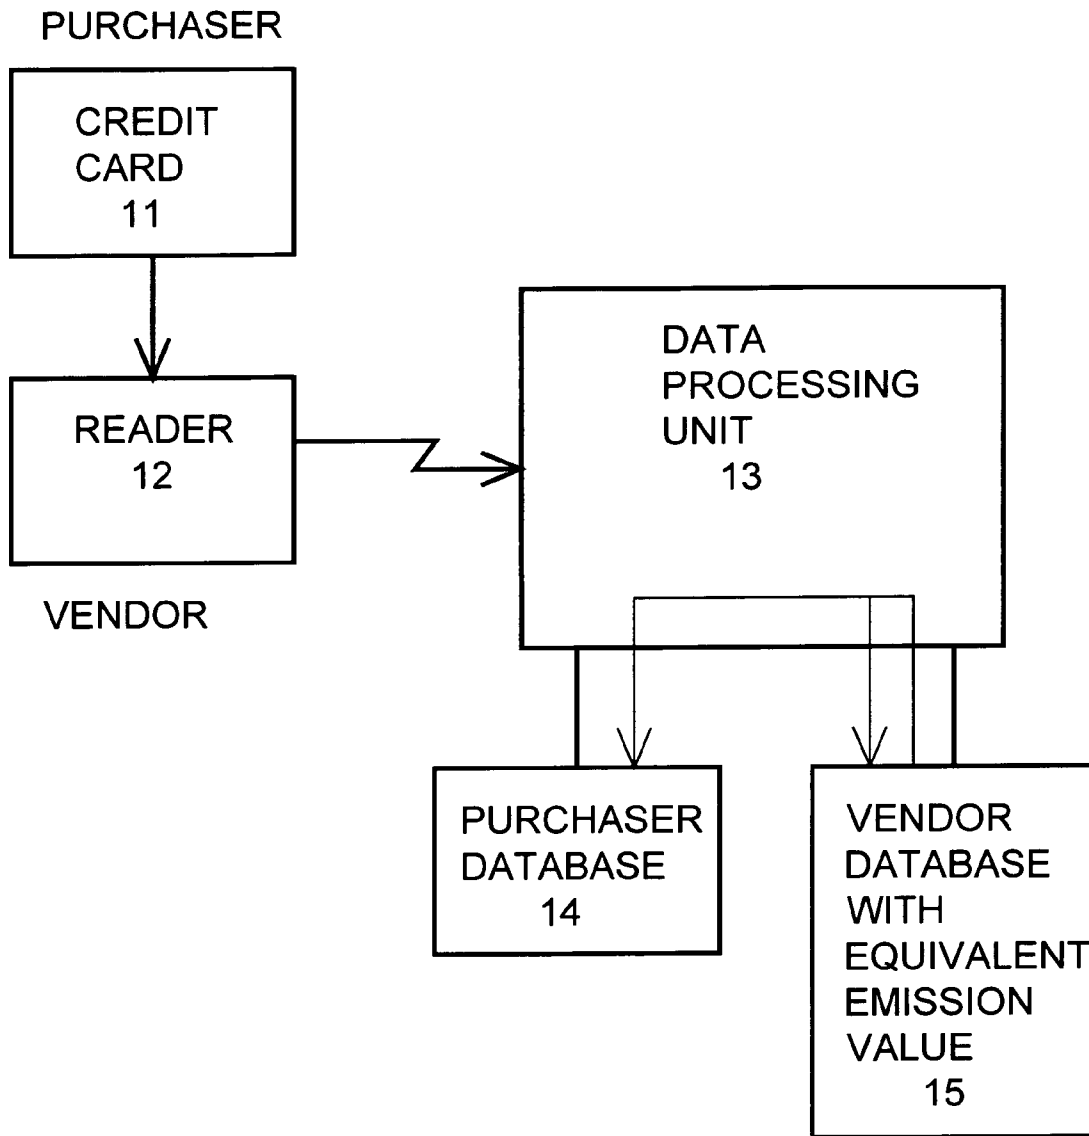 PURCHASER
CREDIT
CARD
11
READER
12
VENDOR
DATA
PROCESSING
UNIT
13
PURCHASER
DATABASE
14
VENDOR
DATABASE
WITH
EQUIVALENT
EMISSION
VALUE
15